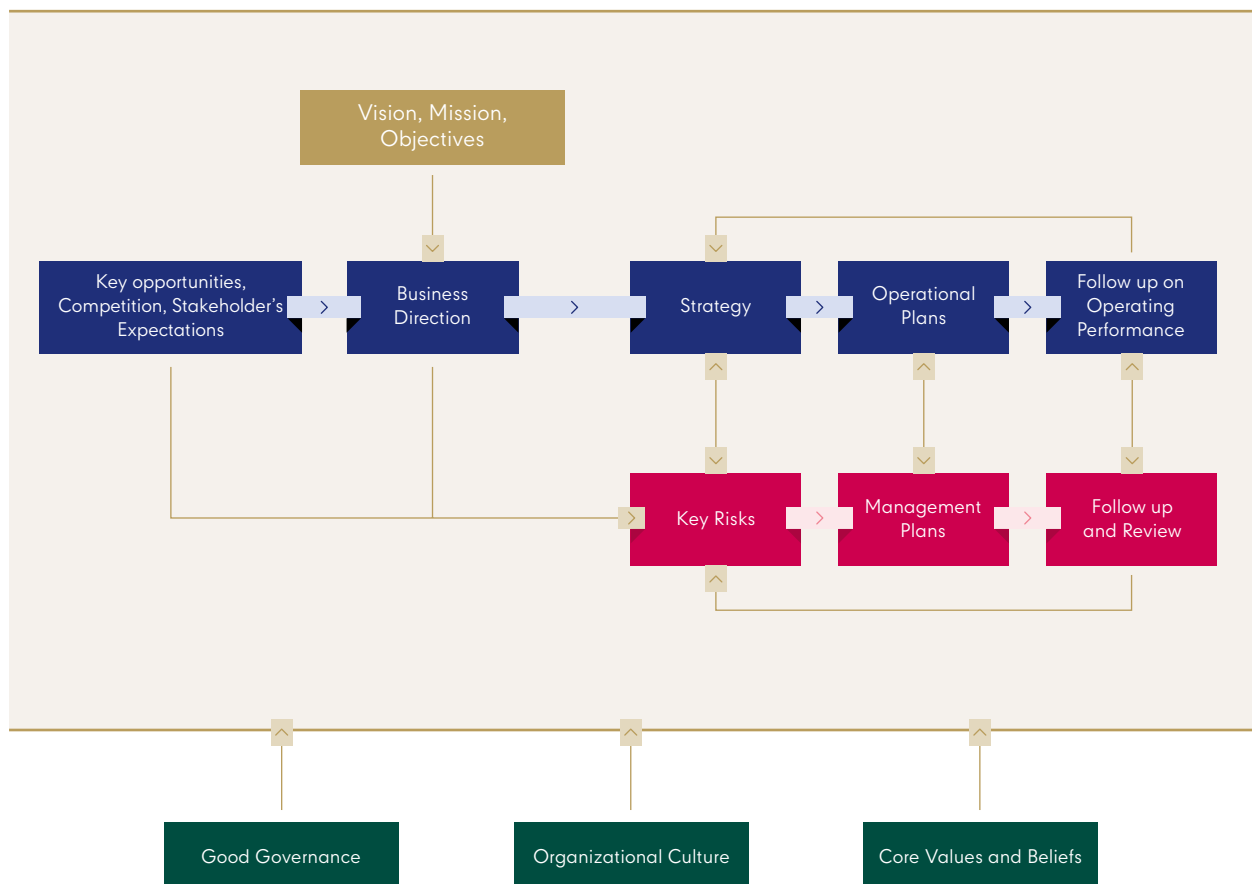 Vision, Mission,
Objectives
Key opportunities,
Competition, Stakeholder's
Expectations
Business
Direction
Strategy
Operational
Plans
Follow up on
Operating
Performance
Key Risks
Management
Plans
Follow up
and Review
Good Governance
Organizational Culture
Core Values and Beliefs